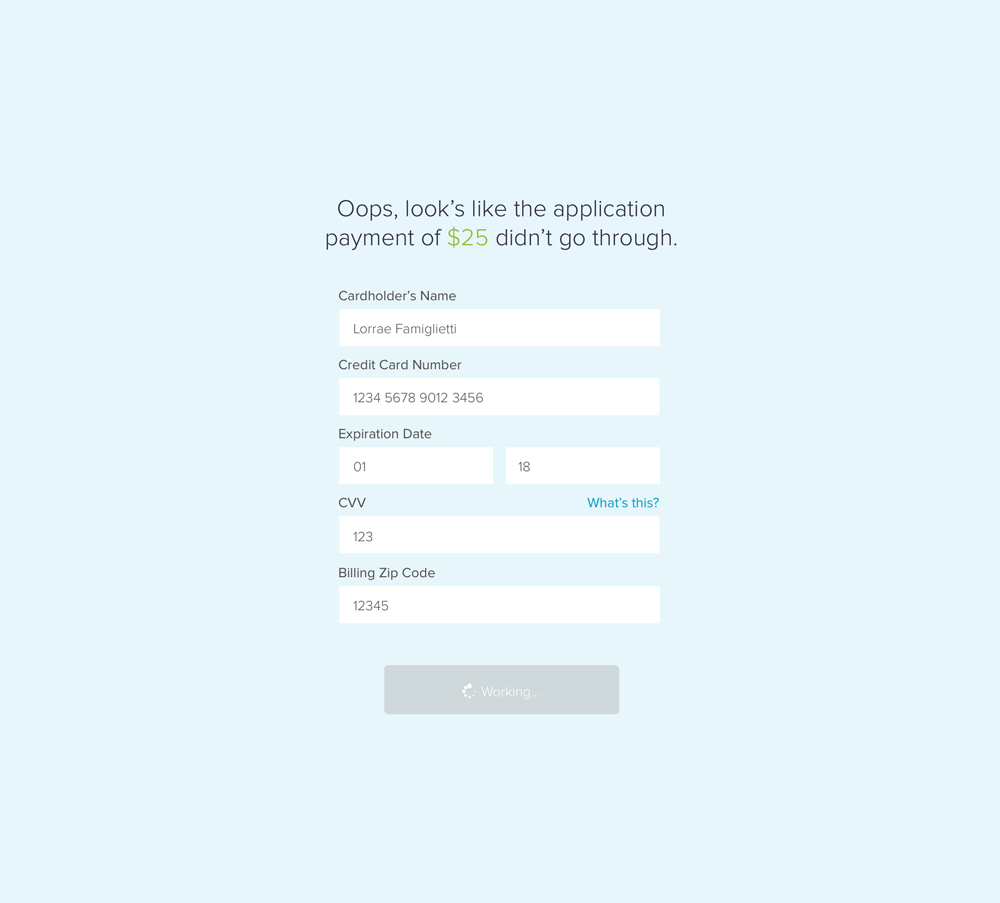 Oops, look’s like the application
payment of $25 didn’t go through.
Cardholder’s Name
Lorrae Famiglietti
Credit Card Number
1234 5678 9012 3456
Expiration Date
01 18
CVV What’s this?
123
Billing Zip Code
12345
Working...